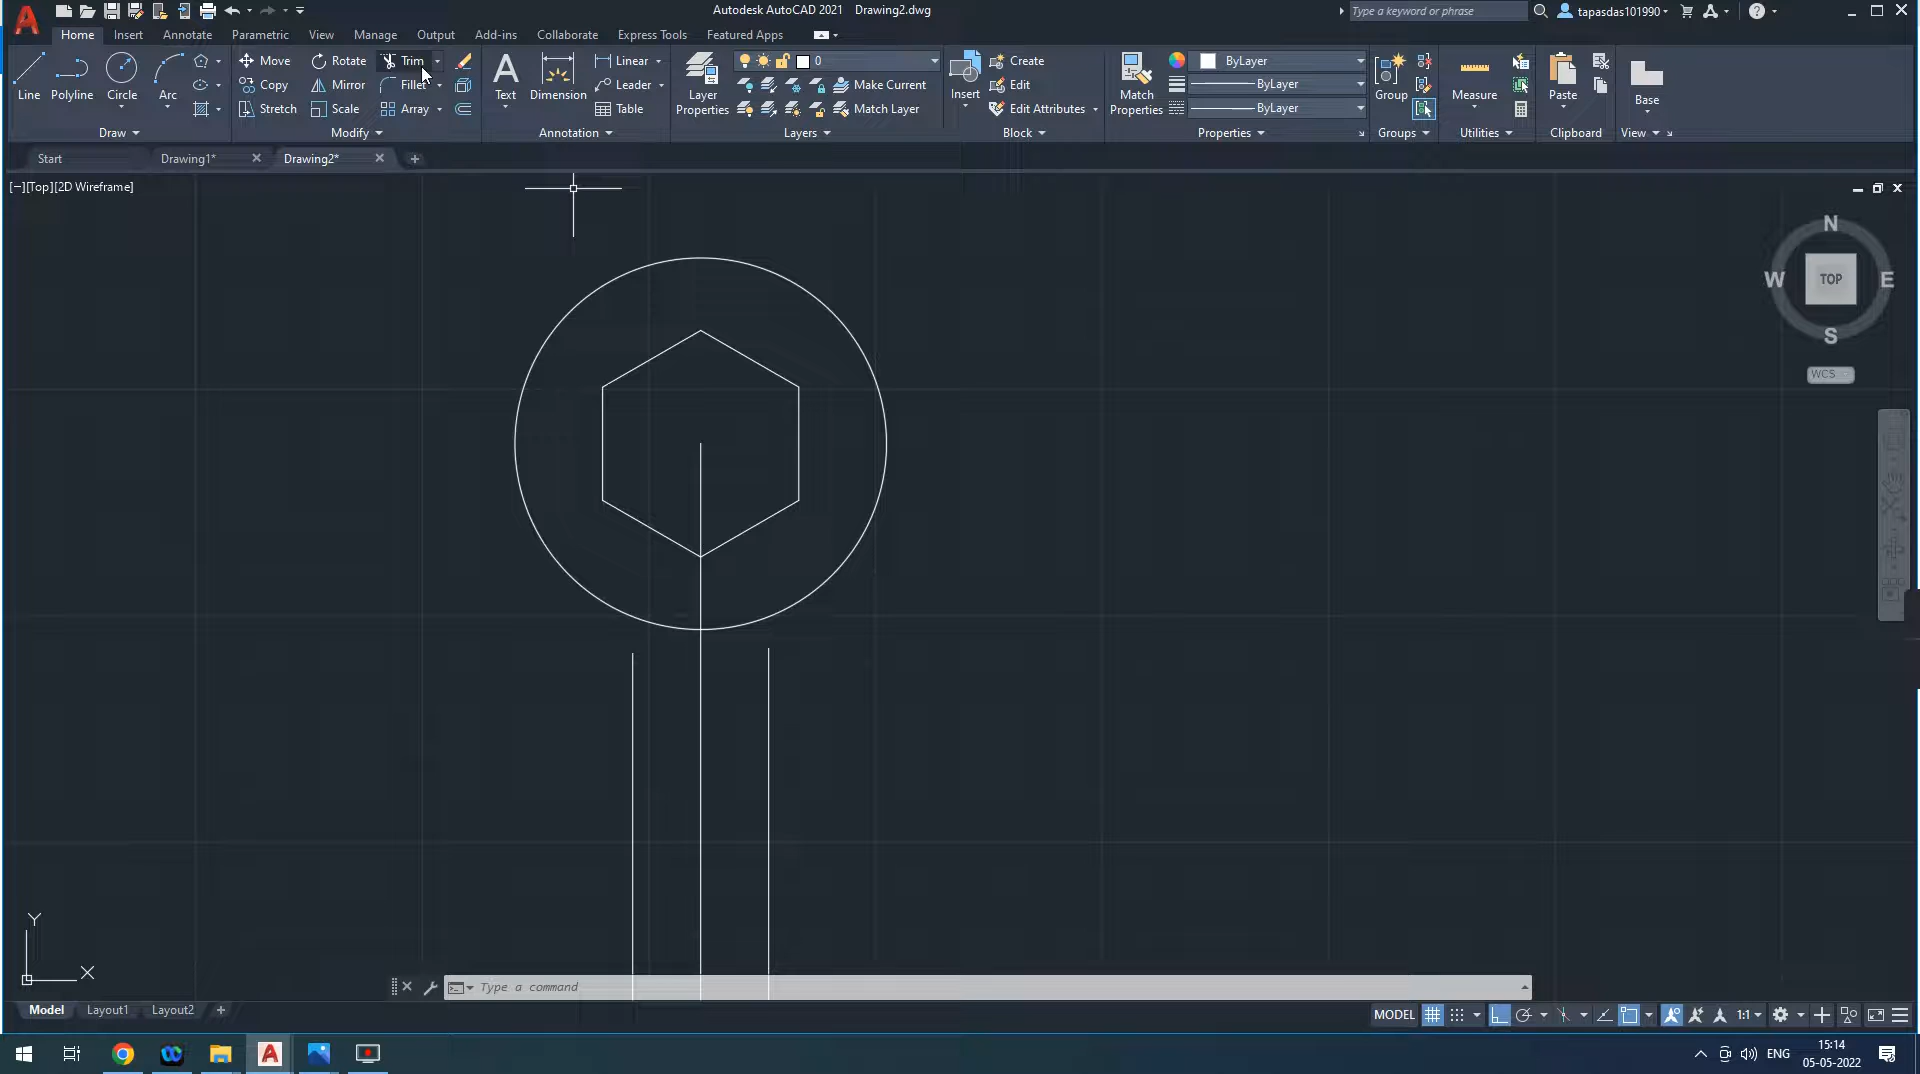 Autodesk AutoCAD 2021 Drawing2.dwg
Type a keyword or phrase
tapasdas101990
Home Insert Annotate Parametric View Manage Output Add-ins Collaborate Express Tools Featured Apps
Line Polyline Circle Arc
Move Rotate Trim
Copy Mirror Fillet
Stretch Scale Array
Text Dimension
Linear
Leader
Table
Layer Properties
0
Make Current
Match Layer
Insert
Create
Edit
Edit Attributes
Match Properties
ByLayer
ByLayer
ByLayer
Group
Measure
Paste
Base
Draw Modify Annotation Layers Block Properties Groups Utilities Clipboard View
Start Drawing1* Drawing2*
[−][Top][2D Wireframe]
N
W TOP E
S
WCS
Y
X
Type a command
Model Layout1 Layout2
MODEL 1:1
ENG
15:14
05-05-2022